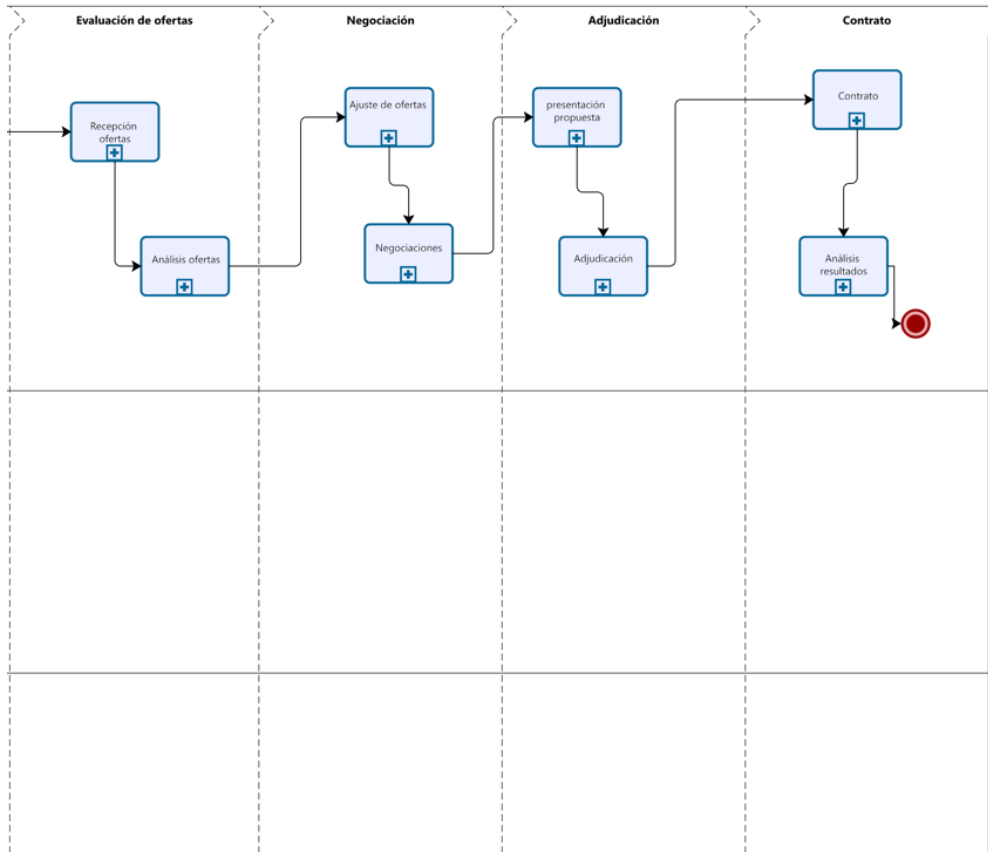 Evaluación de ofertas
Negociación
Adjudicación
Contrato
Recepción
ofertas
Análisis ofertas
Ajuste de ofertas
Negociaciones
presentación
propuesta
Adjudicación
Contrato
Análisis
resultados